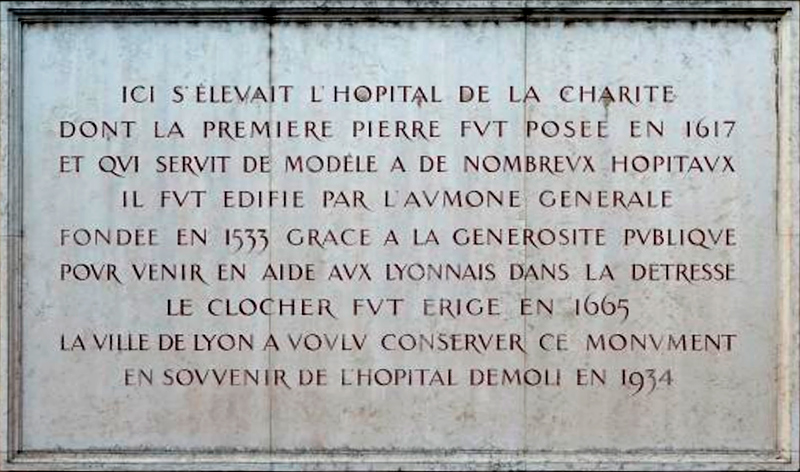 ICI S'ÉLEVAIT L'HOPITAL DE LA CHARITE
DONT LA PREMIERE PIERRE FVT POSEE EN 1617
ET QVI SERVIT DE MODÈLE A DE NOMBREVX HOPITAVX
IL FVT EDIFIE PAR L'AVMONE GENERALE
FONDEE EN 1533 GRACE A LA GENEROSITE PVBLIQVE
POVR VENIR EN AIDE AVX LYONNAIS DANS LA DETRESSE
LE CLOCHER FVT ERIGE EN 1665
LA VILLE DE LYON A VOVLV CONSERVER CE MONVMENT
EN SOVVENIR DE L'HOPITAL DEMOLI EN 1934